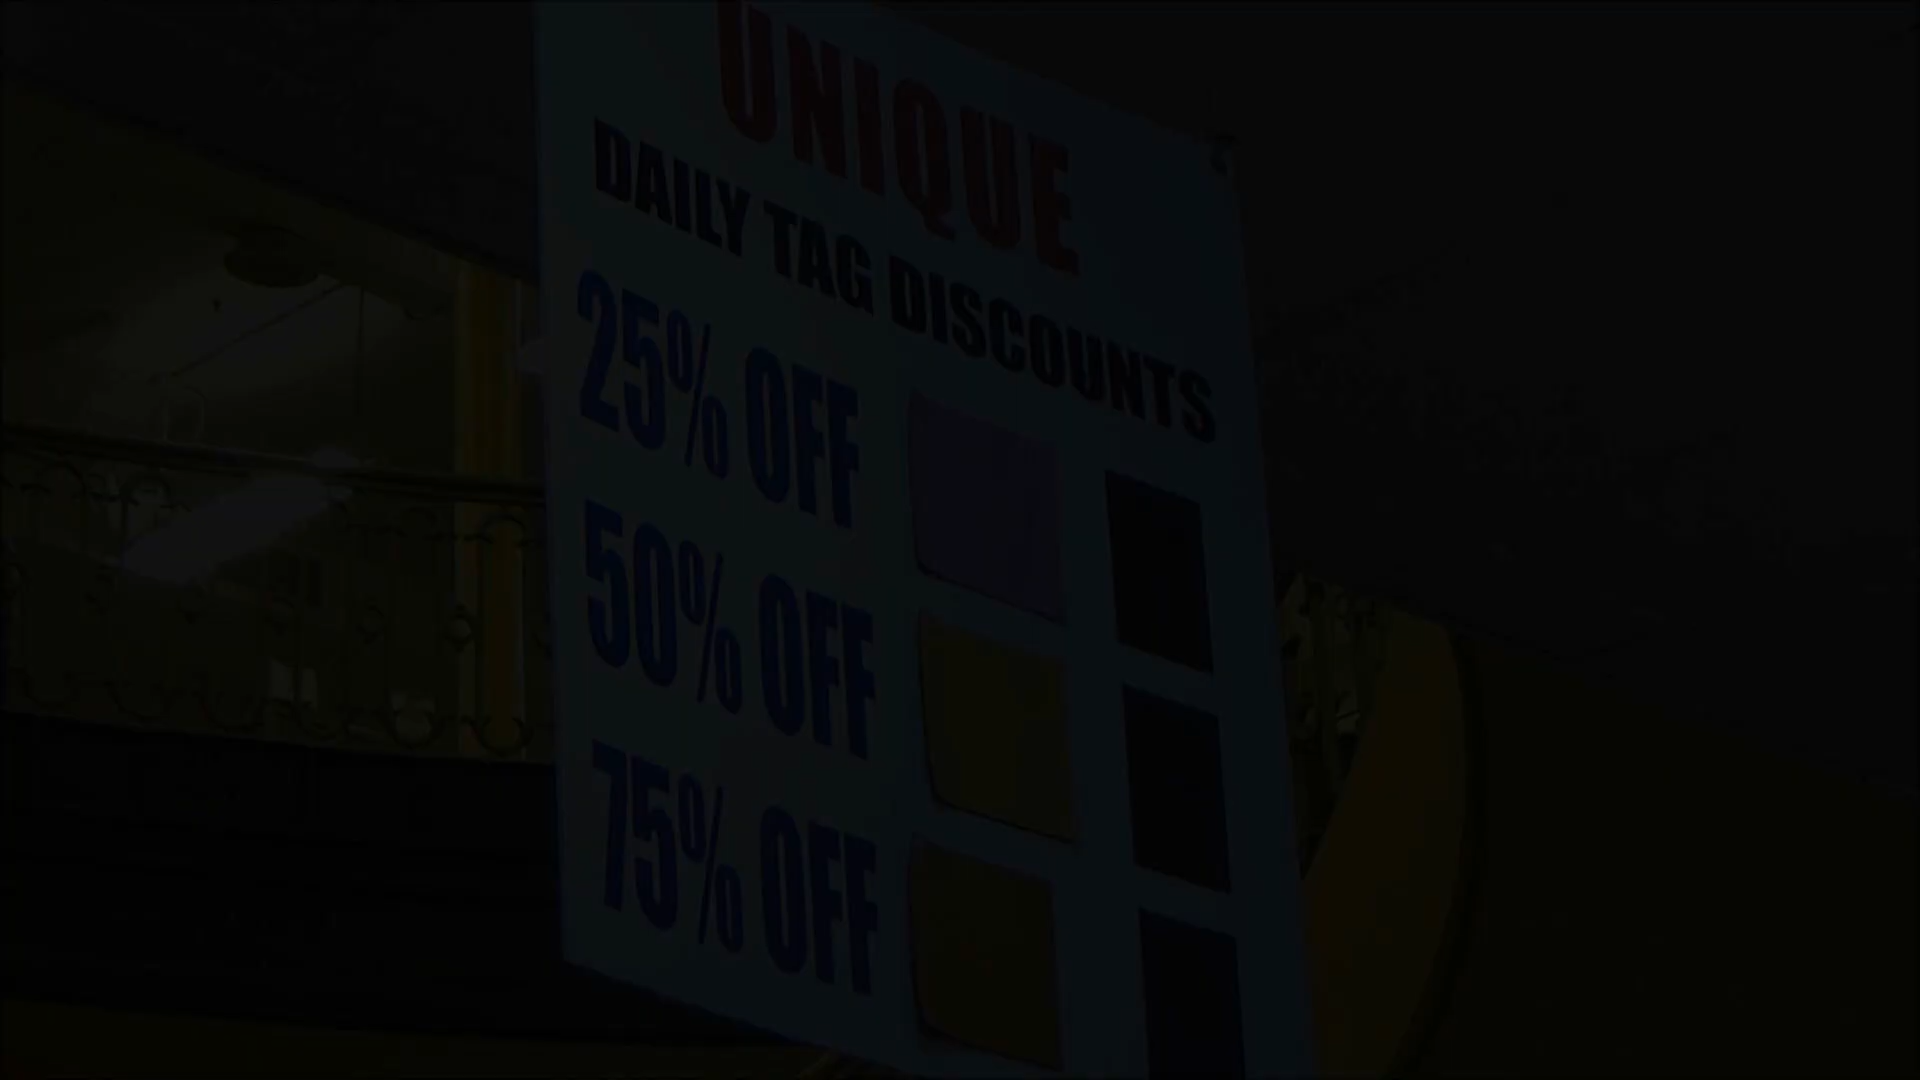 UNIQUE
DAILY TAG DISCOUNTS
25% OFF
50% OFF
75% OFF